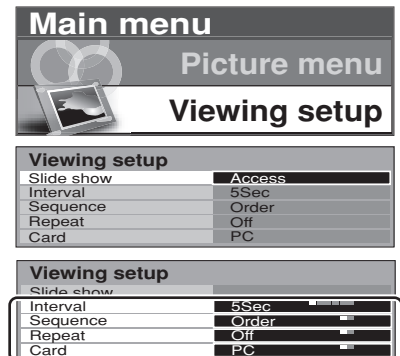 Main menu
Picture menu
Viewing setup
Viewing setup
Slide show Access
Interval 5Sec
Sequence Order
Repeat Off
Card PC
Viewing setup
Slide show
Interval 5Sec
Sequence Order
Repeat Off
Card PC